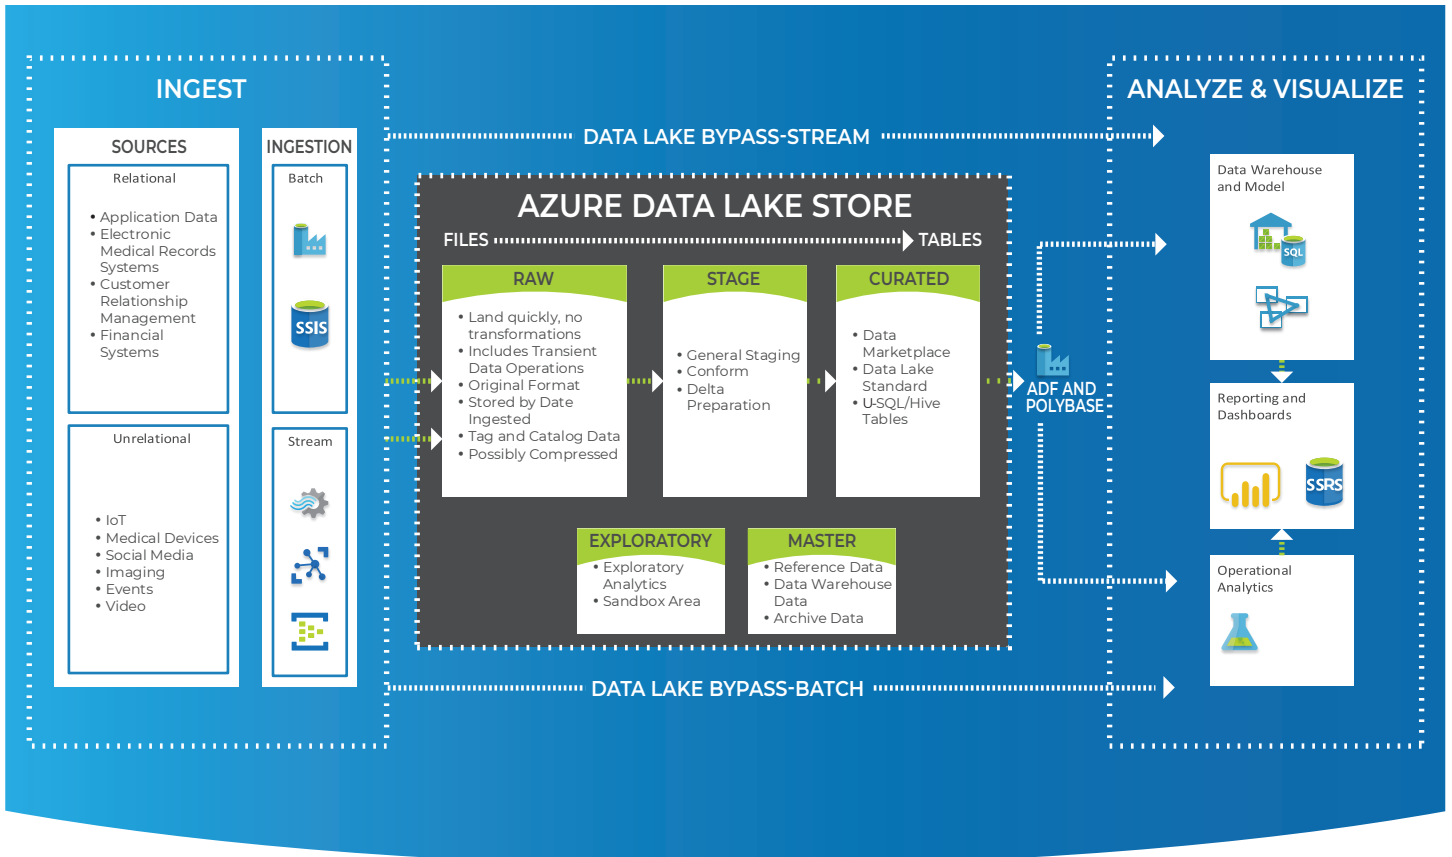 INGEST
SOURCES
Relational
• Application Data
• Electronic
Medical Records
Systems
• Customer
Relationship
Management
• Financial
Systems
Unrelational
• IoT
• Medical Devices
• Social Media
• Imaging
• Events
• Video
INGESTION
Batch
SSIS
Stream
DATA LAKE BYPASS-STREAM
AZURE DATA LAKE STORE
FILES
TABLES
RAW
• Land quickly, no
transformations
• Includes Transient
Data Operations
• Original Format
• Stored by Date
Ingested
• Tag and Catalog Data
• Possibly Compressed
STAGE
• General Staging
• Conform
• Delta
Preparation
CURATED
• Data
Marketplace
• Data Lake
Standard
• U-SQL/Hive
Tables
EXPLORATORY
• Exploratory
Analytics
• Sandbox Area
MASTER
• Reference Data
• Data Warehouse
Data
• Archive Data
DATA LAKE BYPASS-BATCH
ADF AND
POLYBASE
ANALYZE & VISUALIZE
Data Warehouse
and Model
SQL
Reporting and
Dashboards
SSRS
Operational
Analytics